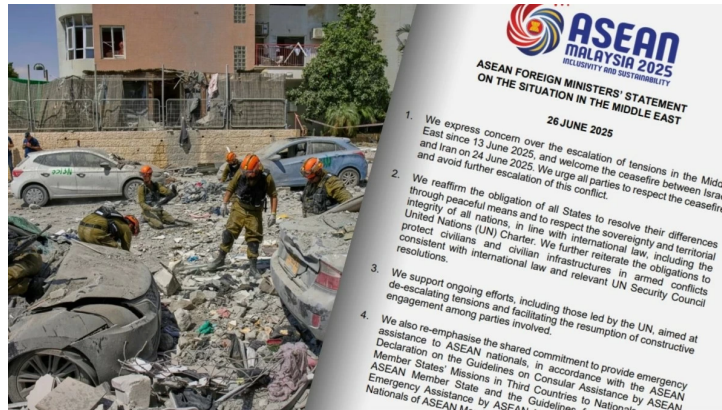 ASEAN
MALAYSIA 2025
INCLUSIVITY AND SUSTAINABILITY
ASEAN FOREIGN MINISTERS' STATEMENT
ON THE SITUATION IN THE MIDDLE EAST
26 JUNE 2025
1. We express concern over the escalation of tensions in the Midd
East since 13 June 2025, and welcome the ceasefire between Israe
and Iran on 24 June 2025. We urge all parties to respect the ceasefire
and avoid further escalation of this conflict.
2. We reaffirm the obligation of all States to resolve their differences
through peaceful means and to respect the sovereignty and territorial
integrity of all nations, in line with international law, including the
United Nations (UN) Charter. We further reiterate the obligations to
protect civilians and civilian infrastructures in armed conflicts
consistent with international law and relevant UN Security Council
resolutions.
3. We support ongoing efforts, including those led by the UN, aimed at
de-escalating tensions and facilitating the resumption of constructive
engagement among parties involved.
4. We also re-emphasise the shared commitment to provide emergency
assistance to ASEAN nationals, in accordance with the ASEAN
Declaration on the Guidelines on Consular Assistance by ASEAN
Member States' Missions in Third Countries to Nationals
ASEAN Member State and the Guidelines
Emergency Assistance by ASEAN
Nationals of ASEAN